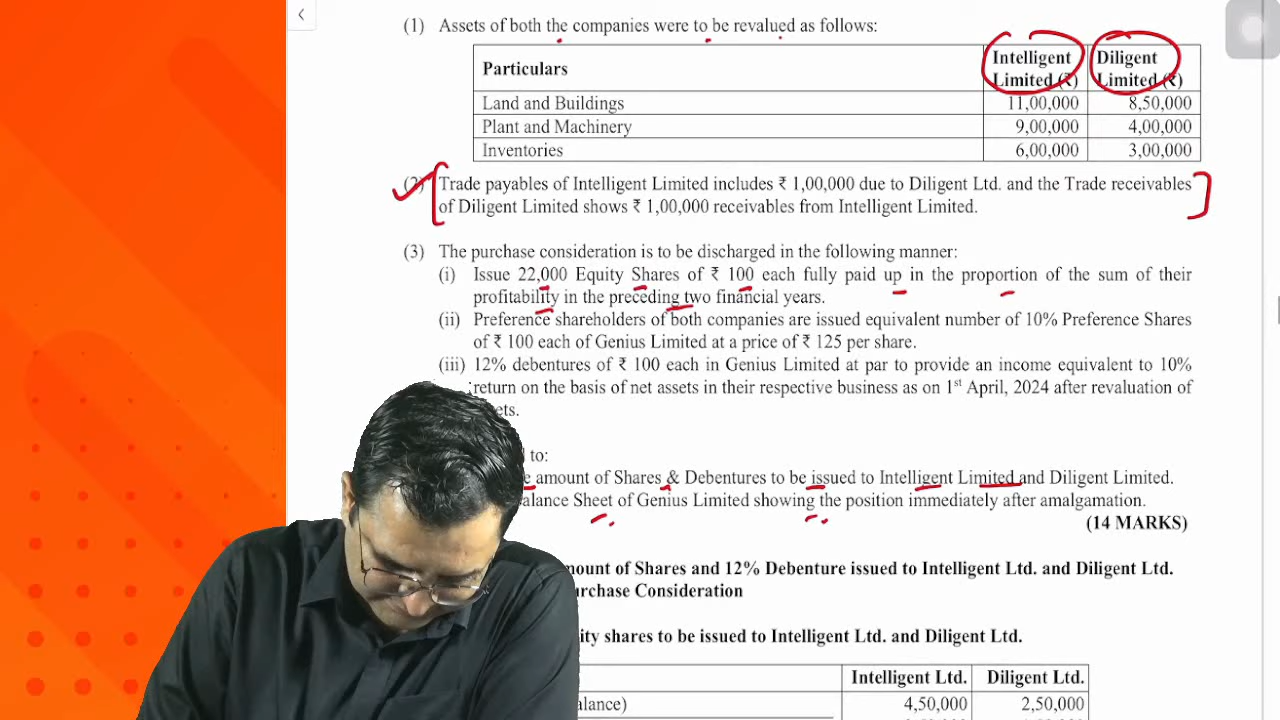 (1) Assets of both the companies were to be revalued as follows:
Particulars Intelligent Limited (₹) Diligent Limited (₹)
Land and Buildings 11,00,000 8,50,000
Plant and Machinery 9,00,000 4,00,000
Inventories 6,00,000 3,00,000
(2) Trade payables of Intelligent Limited includes ₹ 1,00,000 due to Diligent Ltd. and the Trade receivables
of Diligent Limited shows ₹ 1,00,000 receivables from Intelligent Limited.
(3) The purchase consideration is to be discharged in the following manner:
(i) Issue 22,000 Equity Shares of ₹ 100 each fully paid up in the proportion of the sum of their
profitability in the preceding two financial years.
(ii) Preference shareholders of both companies are issued equivalent number of 10% Preference Shares
of ₹ 100 each of Genius Limited at a price of ₹ 125 per share.
(iii) 12% debentures of ₹ 100 each in Genius Limited at par to provide an income equivalent to 10%
return on the basis of net assets in their respective business as on 1st April, 2024 after revaluation of
to:
amount of Shares & Debentures to be issued to Intelligent Limited and Diligent Limited.
Sheet of Genius Limited showing the position immediately after amalgamation.
(14 MARKS)
of Shares and 12% Debenture issued to Intelligent Ltd. and Diligent Ltd.
Consideration
shares to be issued to Intelligent Ltd. and Diligent Ltd.
Intelligent Ltd. Diligent Ltd.
4,50,000 2,50,000